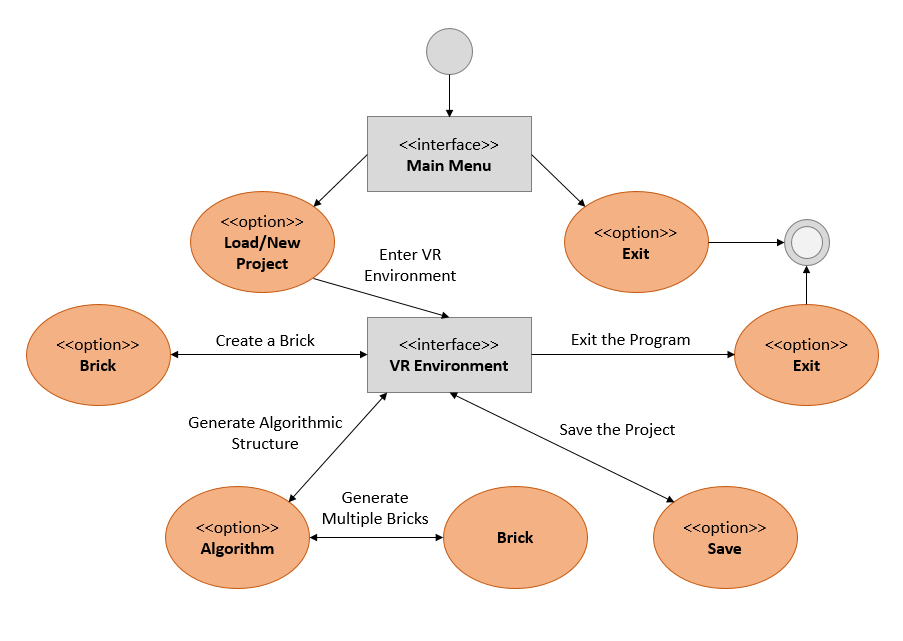 <<interface>>
Main Menu
<<option>>
Load/New
Project
<<option>>
Exit
Enter VR
Environment
<<option>>
Brick
Create a Brick
<<interface>>
VR Environment
Exit the Program
<<option>>
Exit
Generate Algorithmic
Structure
Save the Project
<<option>>
Algorithm
Generate
Multiple Bricks
Brick
<<option>>
Save